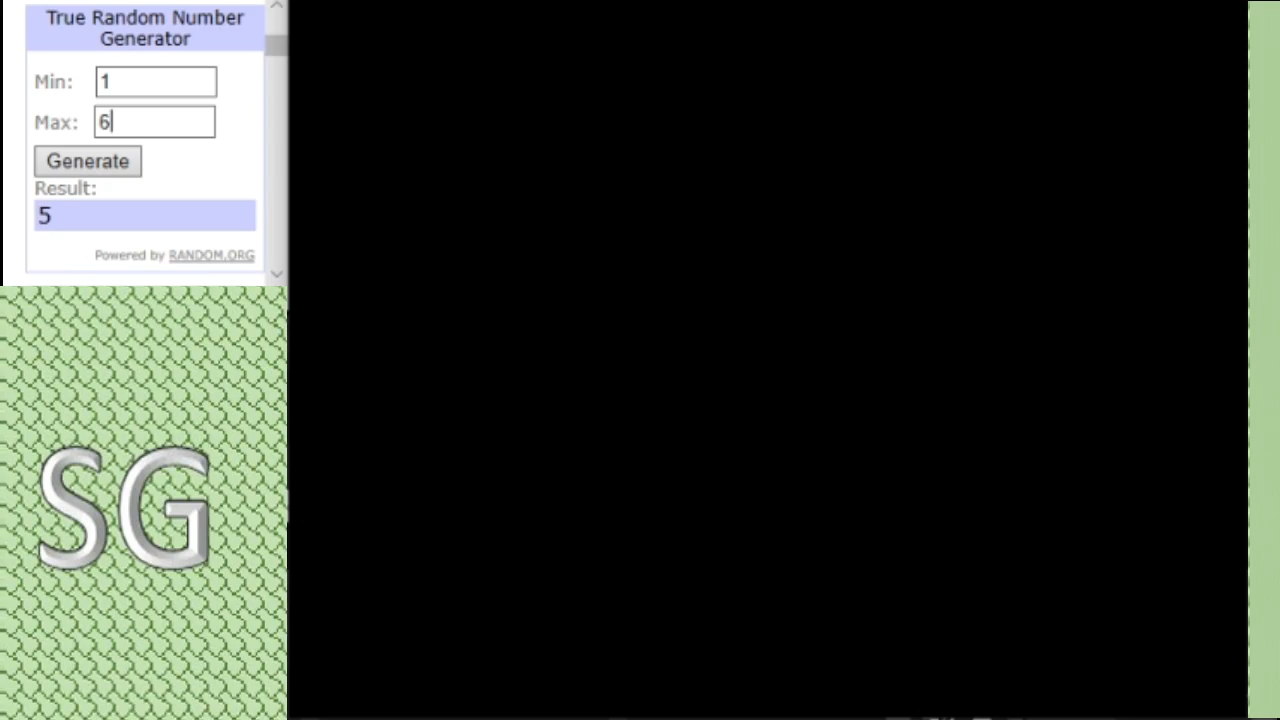 True Random Number
Generator
Min: 1
Max: 6
Generate
Result:
5
Powered by RANDOM.ORG
SG